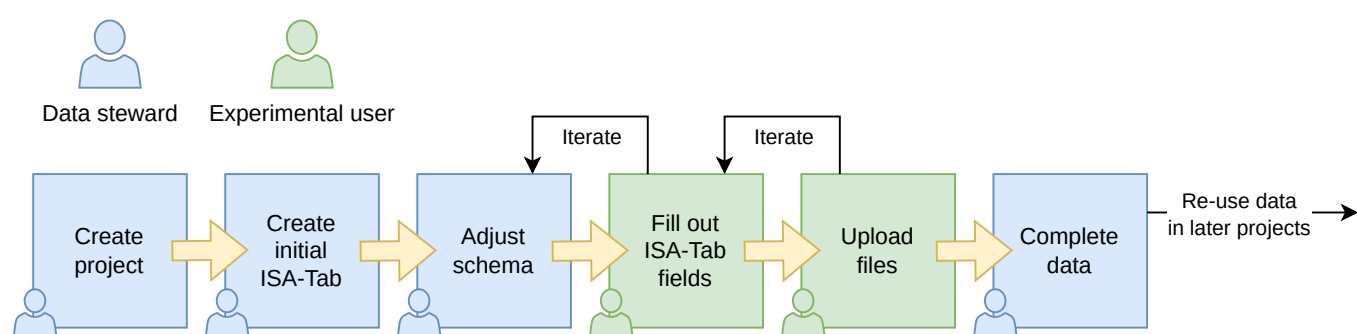 Data steward
Experimental user
Iterate
Iterate
Create
project
Create
initial
ISA-Tab
Adjust
schema
Fill out
ISA-Tab
fields
Upload
files
Complete
data
Re-use data
in later projects